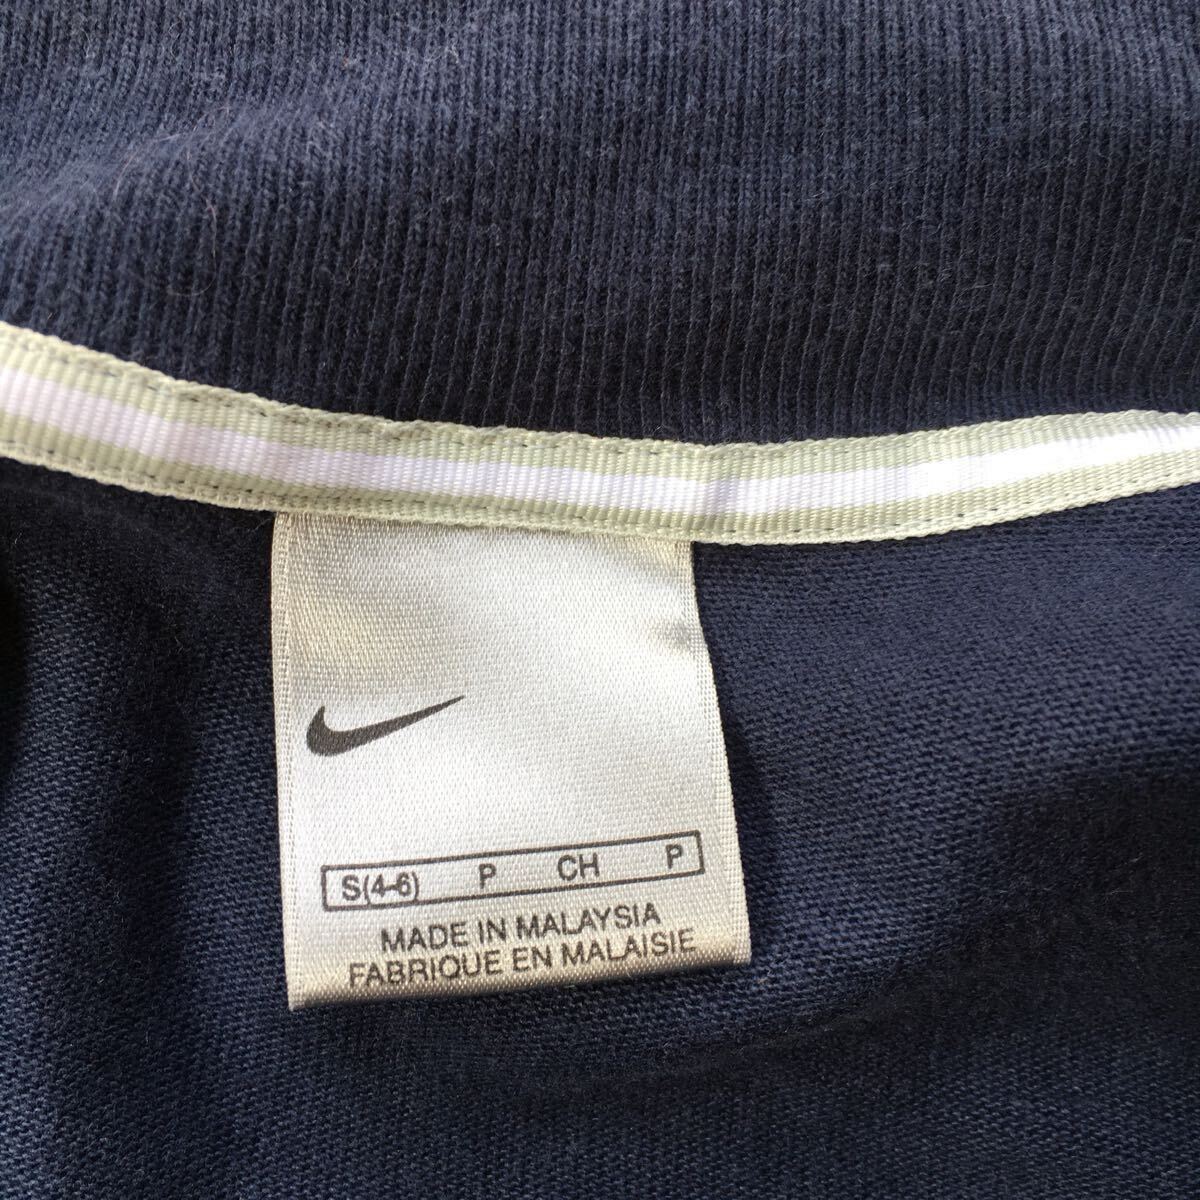 S(4-6) P CH P
MADE IN MALAYSIA
FABRIQUE EN MALAISIE